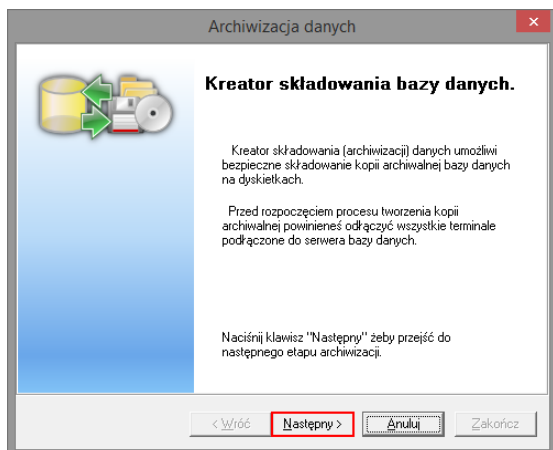 Archiwizacja danych
Kreator składowania bazy danych.
Kreator składowania (archiwizacji) danych umożliwi
bezpieczne składowanie kopii archiwalnej bazy danych
na dyskietkach.
Przed rozpoczęciem procesu tworzenia kopii
archiwalnej powinieneś odłączyć wszystkie terminale
podłączone do serwera bazy danych.
Naciśnij klawisz "Następny" żeby przejść do
następnego etapu archiwizacji.
< Wróć Następny > Anuluj Zakończ